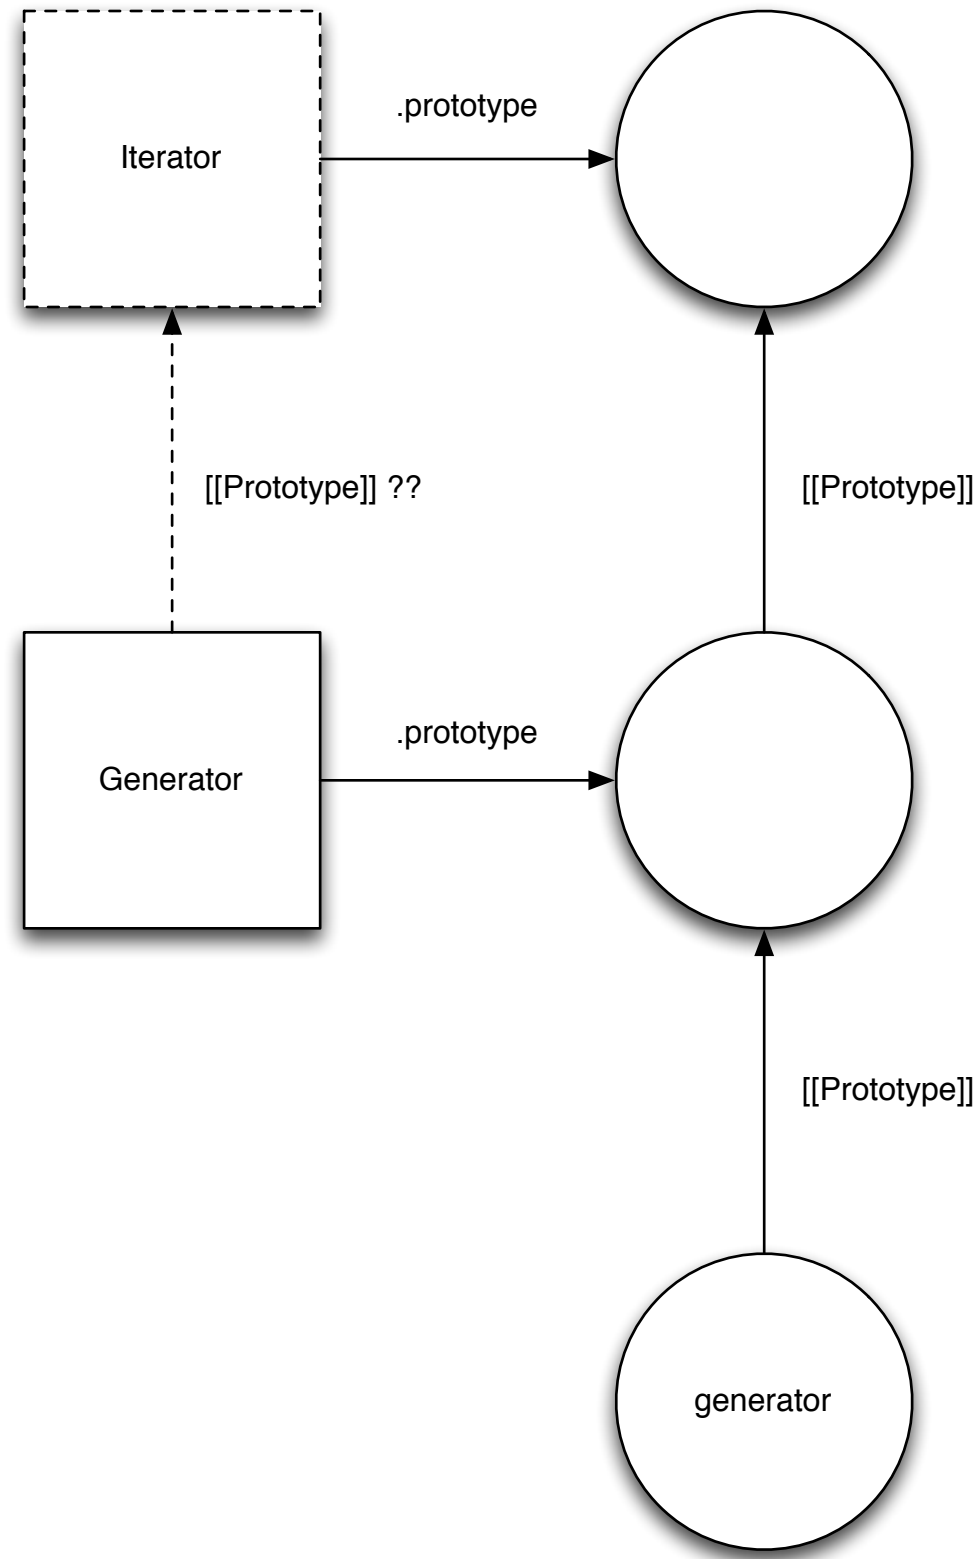 .prototype
Iterator
[[Prototype]] ??
[[Prototype]]
.prototype
Generator
[[Prototype]]
generator